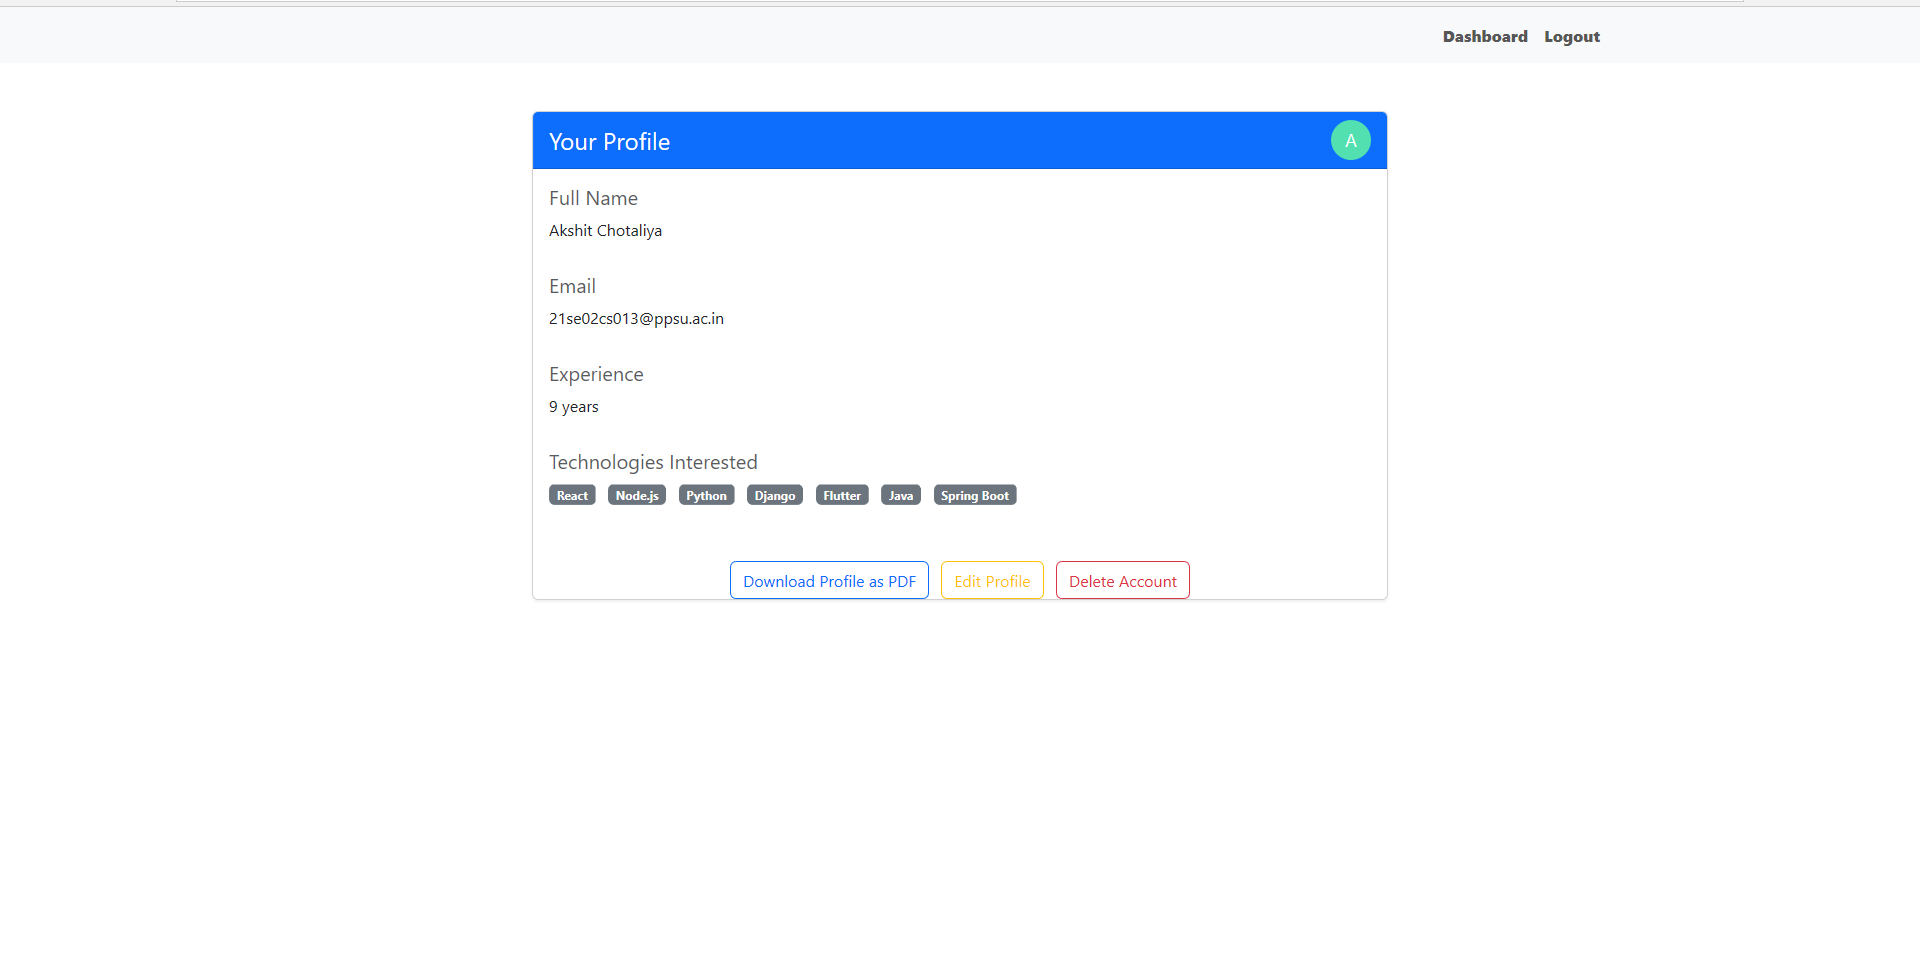 Dashboard Logout
Your Profile A
Full Name
Akshit Chotaliya
Email
21se02cs013@ppsu.ac.in
Experience
9 years
Technologies Interested
React Node.js Python Django Flutter Java Spring Boot
Download Profile as PDF Edit Profile Delete Account